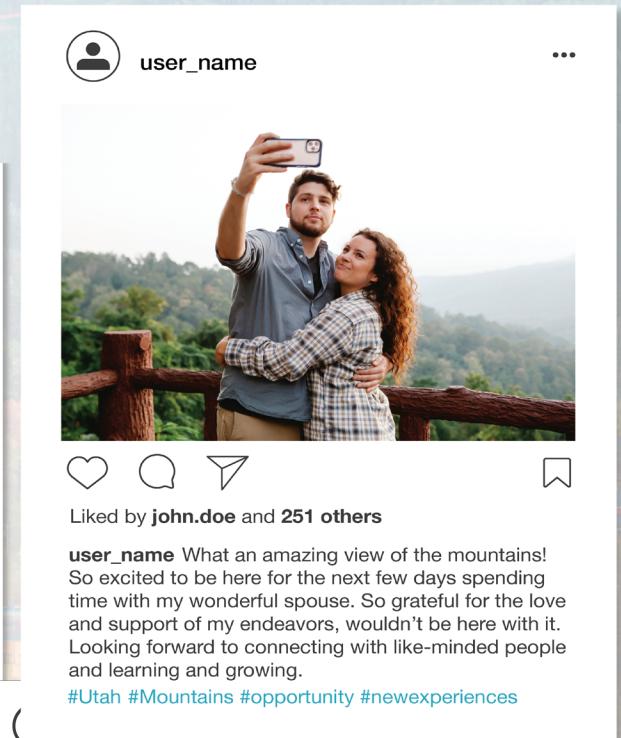 user_name
Liked by john.doe and 251 others
user_name What an amazing view of the mountains!
So excited to be here for the next few days spending
time with my wonderful spouse. So grateful for the love
and support of my endeavors, wouldn’t be here with it.
Looking forward to connecting with like-minded people
and learning and growing.
#Utah #Mountains #opportunity #newexperiences